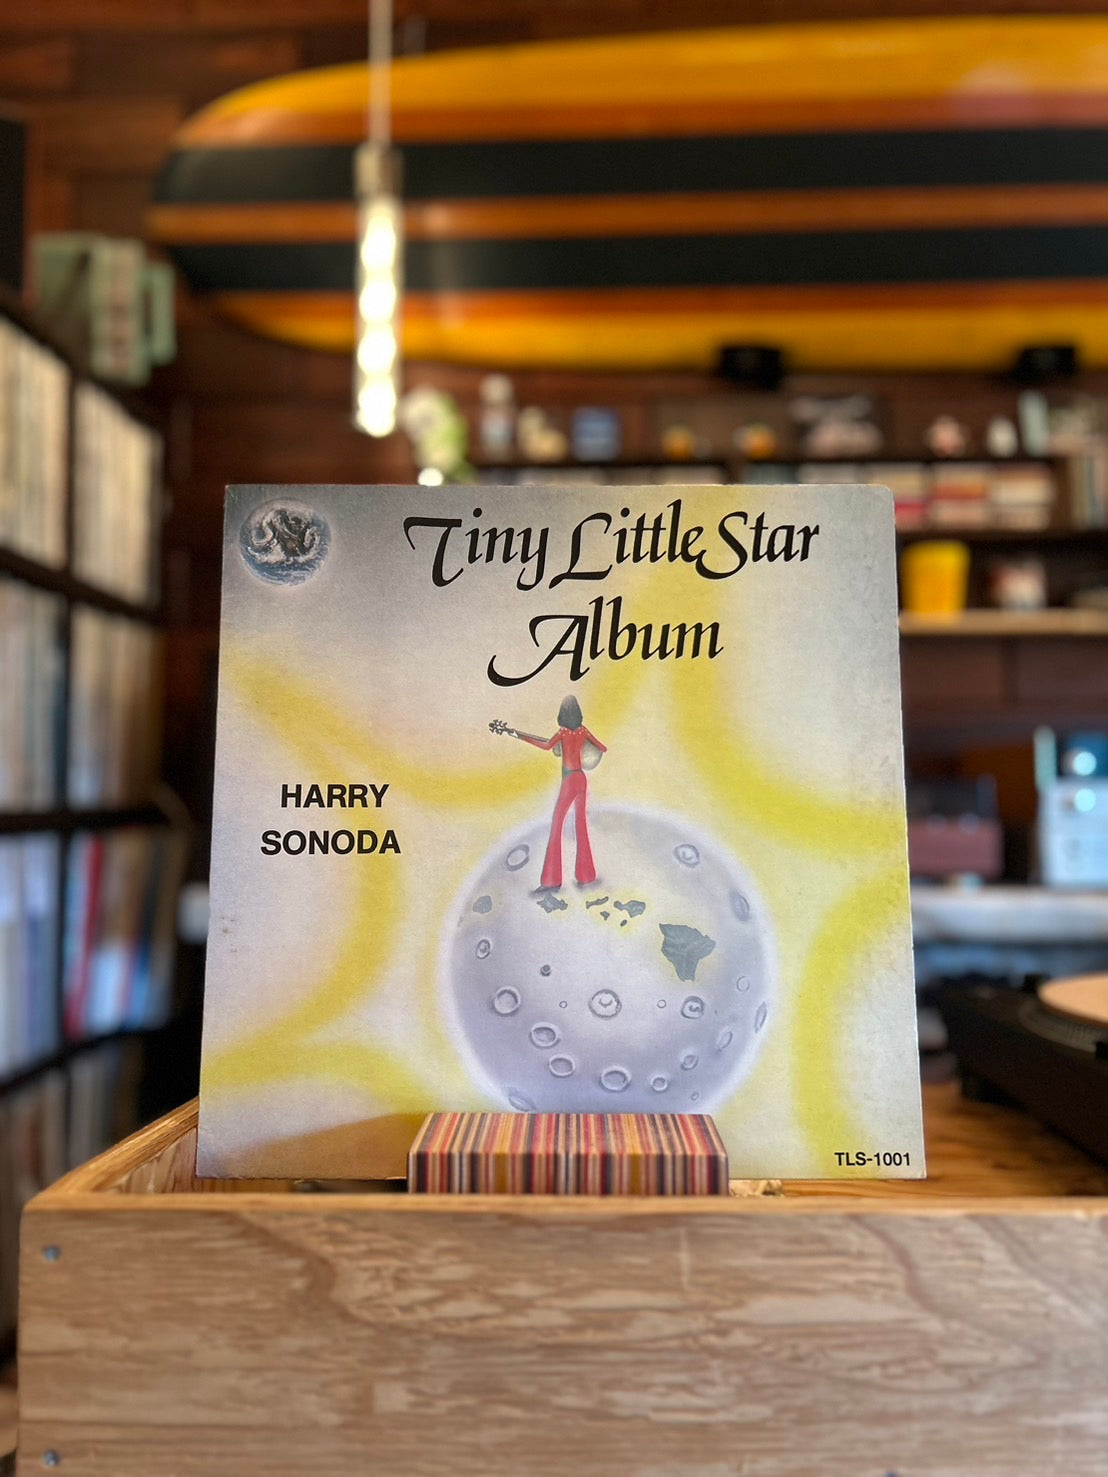 Tiny Little Star
Album
HARRY
SONODA
TLS-1001